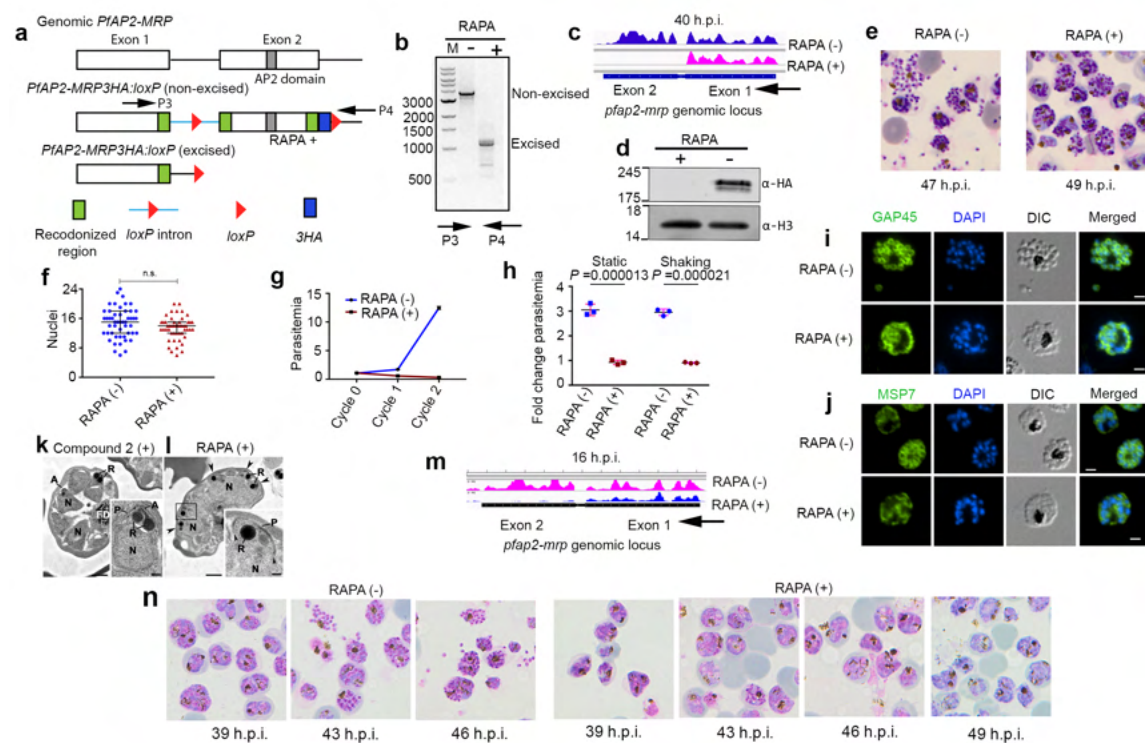 a
Genomic PfAP2-MRP
Exon 1
Exon 2
AP2 domain
PfAP2-MRP3HA:loxP (non-excised)
P3
P4
RAPA +
PfAP2-MRP3HA:loxP (excised)
Recodonized region
loxP intron
loxP
3HA
b
RAPA
M - +
3000
2000
1500
1000
500
Non-excised
Excised
P3
P4
c
40 h.p.i.
RAPA (-)
RAPA (+)
Exon 2
Exon 1
pfap2-mrp genomic locus
d
RAPA
+ -
245
175
α-HA
18
14
α-H3
e
RAPA (-)
RAPA (+)
47 h.p.i.
49 h.p.i.
f
n.s.
Nuclei
24
16
8
0
RAPA (-)
RAPA (+)
g
Parasitemia
15
10
5
0
RAPA (-)
RAPA (+)
Cycle 0
Cycle 1
Cycle 2
h
Static
Shaking
P =0.000013
P =0.000021
Fold change parasitemia
4
3
2
1
0
RAPA (-)
RAPA (+)
RAPA (-)
RAPA (+)
i
GAP45
DAPI
DIC
Merged
RAPA (-)
RAPA (+)
j
MSP7
DAPI
DIC
Merged
RAPA (-)
RAPA (+)
k
Compound 2 (+)
A
R
N
N
N
FD
P
A
R
N
l
RAPA (+)
R
N
N
P
R
N
m
16 h.p.i.
RAPA (-)
RAPA (+)
Exon 2
Exon 1
pfap2-mrp genomic locus
n
RAPA (-)
RAPA (+)
39 h.p.i.
43 h.p.i.
46 h.p.i.
39 h.p.i.
43 h.p.i.
46 h.p.i.
49 h.p.i.